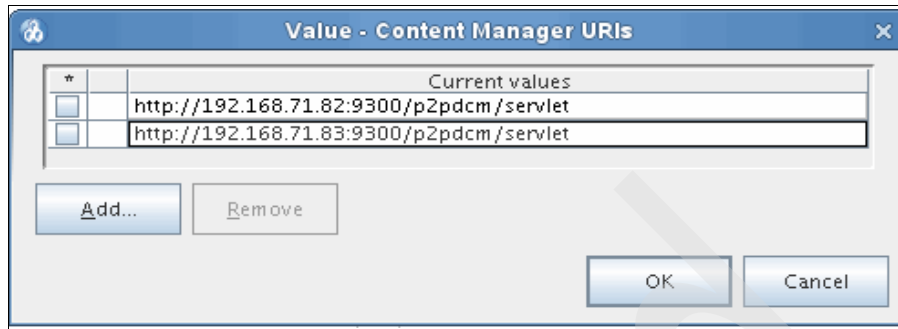 Value - Content Manager URIs
* Current values
http://192.168.71.82:9300/p2pdcm/servlet
http://192.168.71.83:9300/p2pdcm/servlet
Add... Remove
OK Cancel